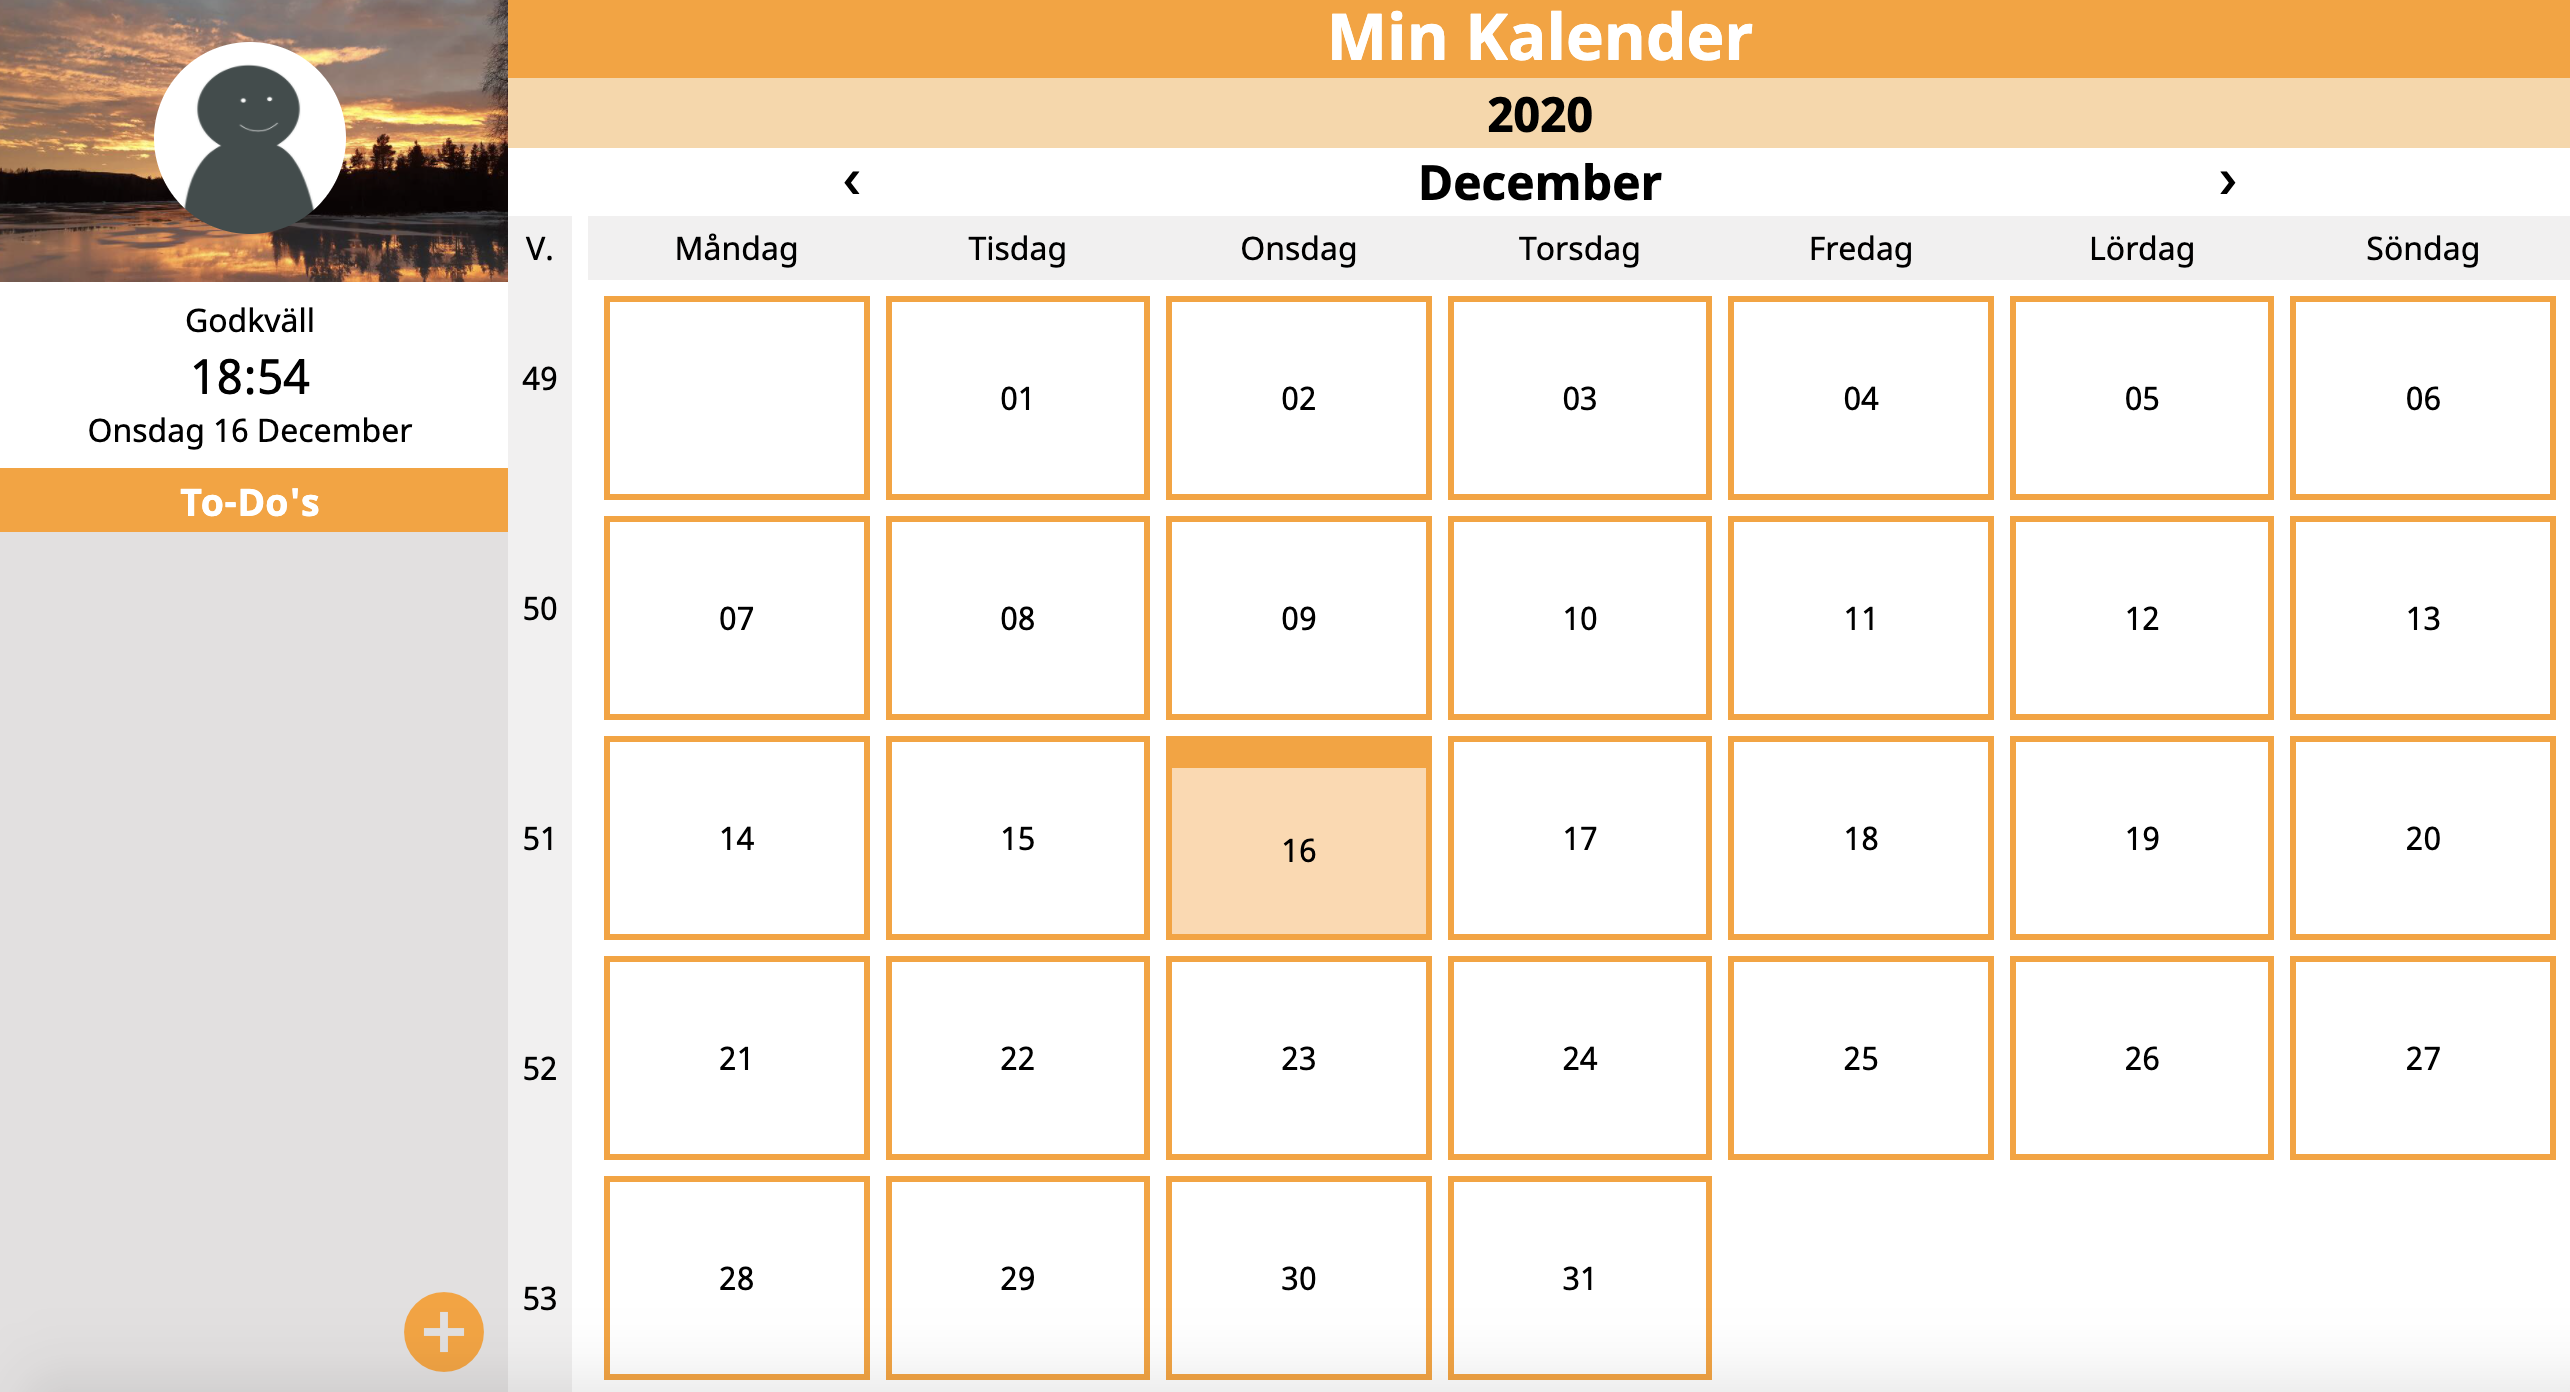 Godkväll
18:54
Onsdag 16 December
To-Do's
Min Kalender
2020
‹ December ›
V. Måndag Tisdag Onsdag Torsdag Fredag Lördag Söndag
49 01 02 03 04 05 06
50 07 08 09 10 11 12 13
51 14 15 16 17 18 19 20
52 21 22 23 24 25 26 27
53 28 29 30 31